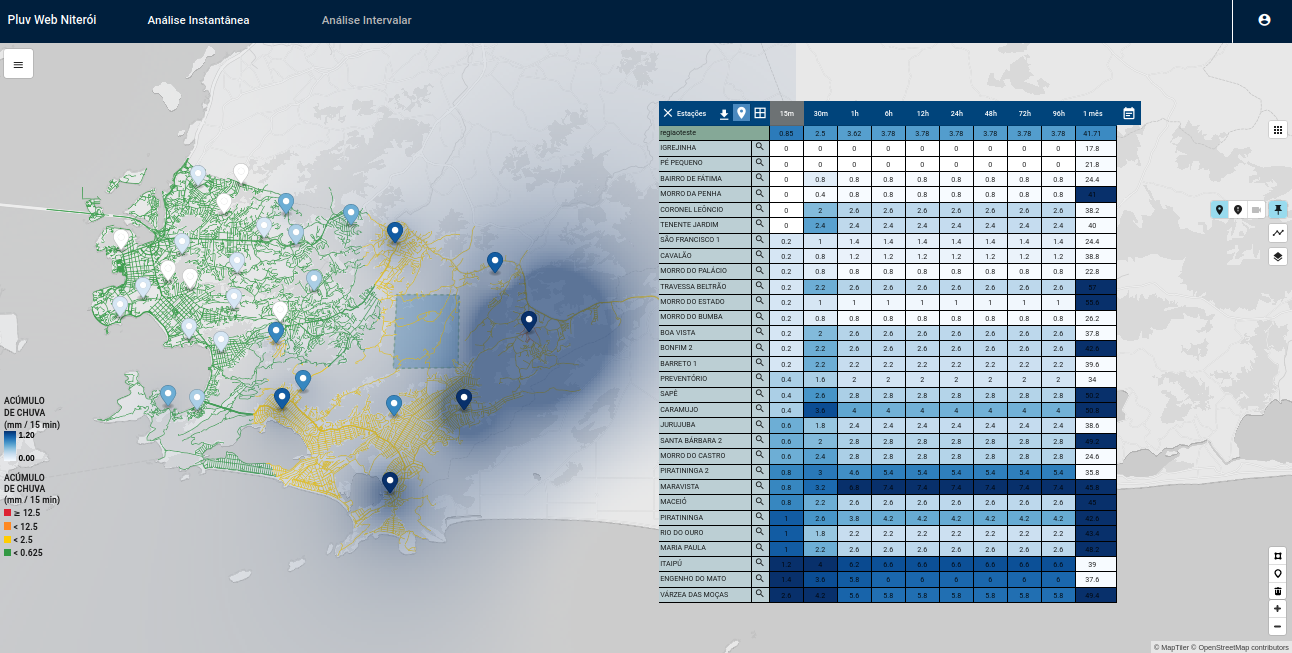 Pluv Web Niterói Análise Instantânea Análise Intervalar
Estações 15m 30m 1h 6h 12h 24h 48h 72h 96h 1 mês
regiaoteste 0.85 2.5 3.62 3.78 3.78 3.78 3.78 3.78 3.78 41.71
IGREJINHA 0 0 0 0 0 0 0 0 0 17.8
PÉ PEQUENO 0 0 0 0 0 0 0 0 0 21.8
BAIRRO DE FÁTIMA 0 0.8 0.8 0.8 0.8 0.8 0.8 0.8 0.8 24.4
MORRO DA PENHA 0 0.4 0.8 0.8 0.8 0.8 0.8 0.8 0.8
CORONEL LEÔNCIO 0 2 2.6 2.6 2.6 2.6 2.6 2.6 2.6 38.2
TENENTE JARDIM 0 2.4 2.4 2.4 2.4 2.4 2.4 2.4 2.4 40
SÃO FRANCISCO 1 0.2 1 1.4 1.4 1.4 1.4 1.4 1.4 1.4 24.4
CAVALÃO 0.2 0.8 1.2 1.2 1.2 1.2 1.2 1.2 1.2 38.8
MORRO DO PALÁCIO 0.2 0.8 0.8 0.8 0.8 0.8 0.8 0.8 0.8 22.8
TRAVESSA BELTRÃO 0.2 2.2 2.6 2.6 2.6 2.6 2.6 2.6 2.6
MORRO DO ESTADO 0.2 1 1 1 1 1 1 1 1
MORRO DO BUMBA 0.2 0.8 0.8 0.8 0.8 0.8 0.8 0.8 0.8 26.2
BOA VISTA 0.2 2 2.6 2.6 2.6 2.6 2.6 2.6 2.6 37.8
BONFIM 2 0.2 2.2 2.6 2.6 2.6 2.6 2.6 2.6 2.6
BARRETO 1 0.2 2.2 2.2 2.2 2.2 2.2 2.2 2.2 2.2 39.6
PREVENTÓRIO 0.4 1.6 2 2 2 2 2 2 2 34
SAPÊ 0.4 2.6 2.8 2.8 2.8 2.8 2.8 2.8 2.8
CARAMUJO 0.4 3.6 4 4 4 4 4 4 4
JURUJUBA 0.6 1.8 2.4 2.4 2.4 2.4 2.4 2.4 2.4 38.6
SANTA BÁRBARA 2 0.6 2 2.8 2.8 2.8 2.8 2.8 2.8 2.8
MORRO DO CASTRO 0.6 2.4 2.8 2.8 2.8 2.8 2.8 2.8 2.8 24.6
PIRATININGA 2 0.8 3 4.6 5.4 5.4 5.4 5.4 5.4 5.4 35.8
MARAVISTA 0.8 3.2 7.4 7.4 7.4 7.4 7.4 7.4
MACEIÓ 0.8 2.2 2.6 2.6 2.6 2.6 2.6 2.6 2.6 45
PIRATININGA 1 2.6 3.8 4.2 4.2 4.2 4.2 4.2 4.2
RIO DO OURO 1 1.8 2.2 2.2 2.2 2.2 2.2 2.2 2.2
MARIA PAULA 1 2.2 2.6 2.6 2.6 2.6 2.6 2.6 2.6
ITAIPÚ 1.2 4 6.2 6.6 6.6 6.6 6.6 6.6 6.6 39
ENGENHO DO MATO 1.4 3.6 5.8 6 6 6 6 6 6 37.6
VÁRZEA DAS MOÇAS 2.6 4.2 5.6 5.8 5.8 5.8 5.8 5.8 5.8 49.4
ACÚMULO
DE CHUVA
(mm / 15 min)
1.20
0.00
ACÚMULO
DE CHUVA
(mm / 15 min)
≥ 12.5
< 12.5
< 2.5
< 0.625
© MapTiler © OpenStreetMap contributors